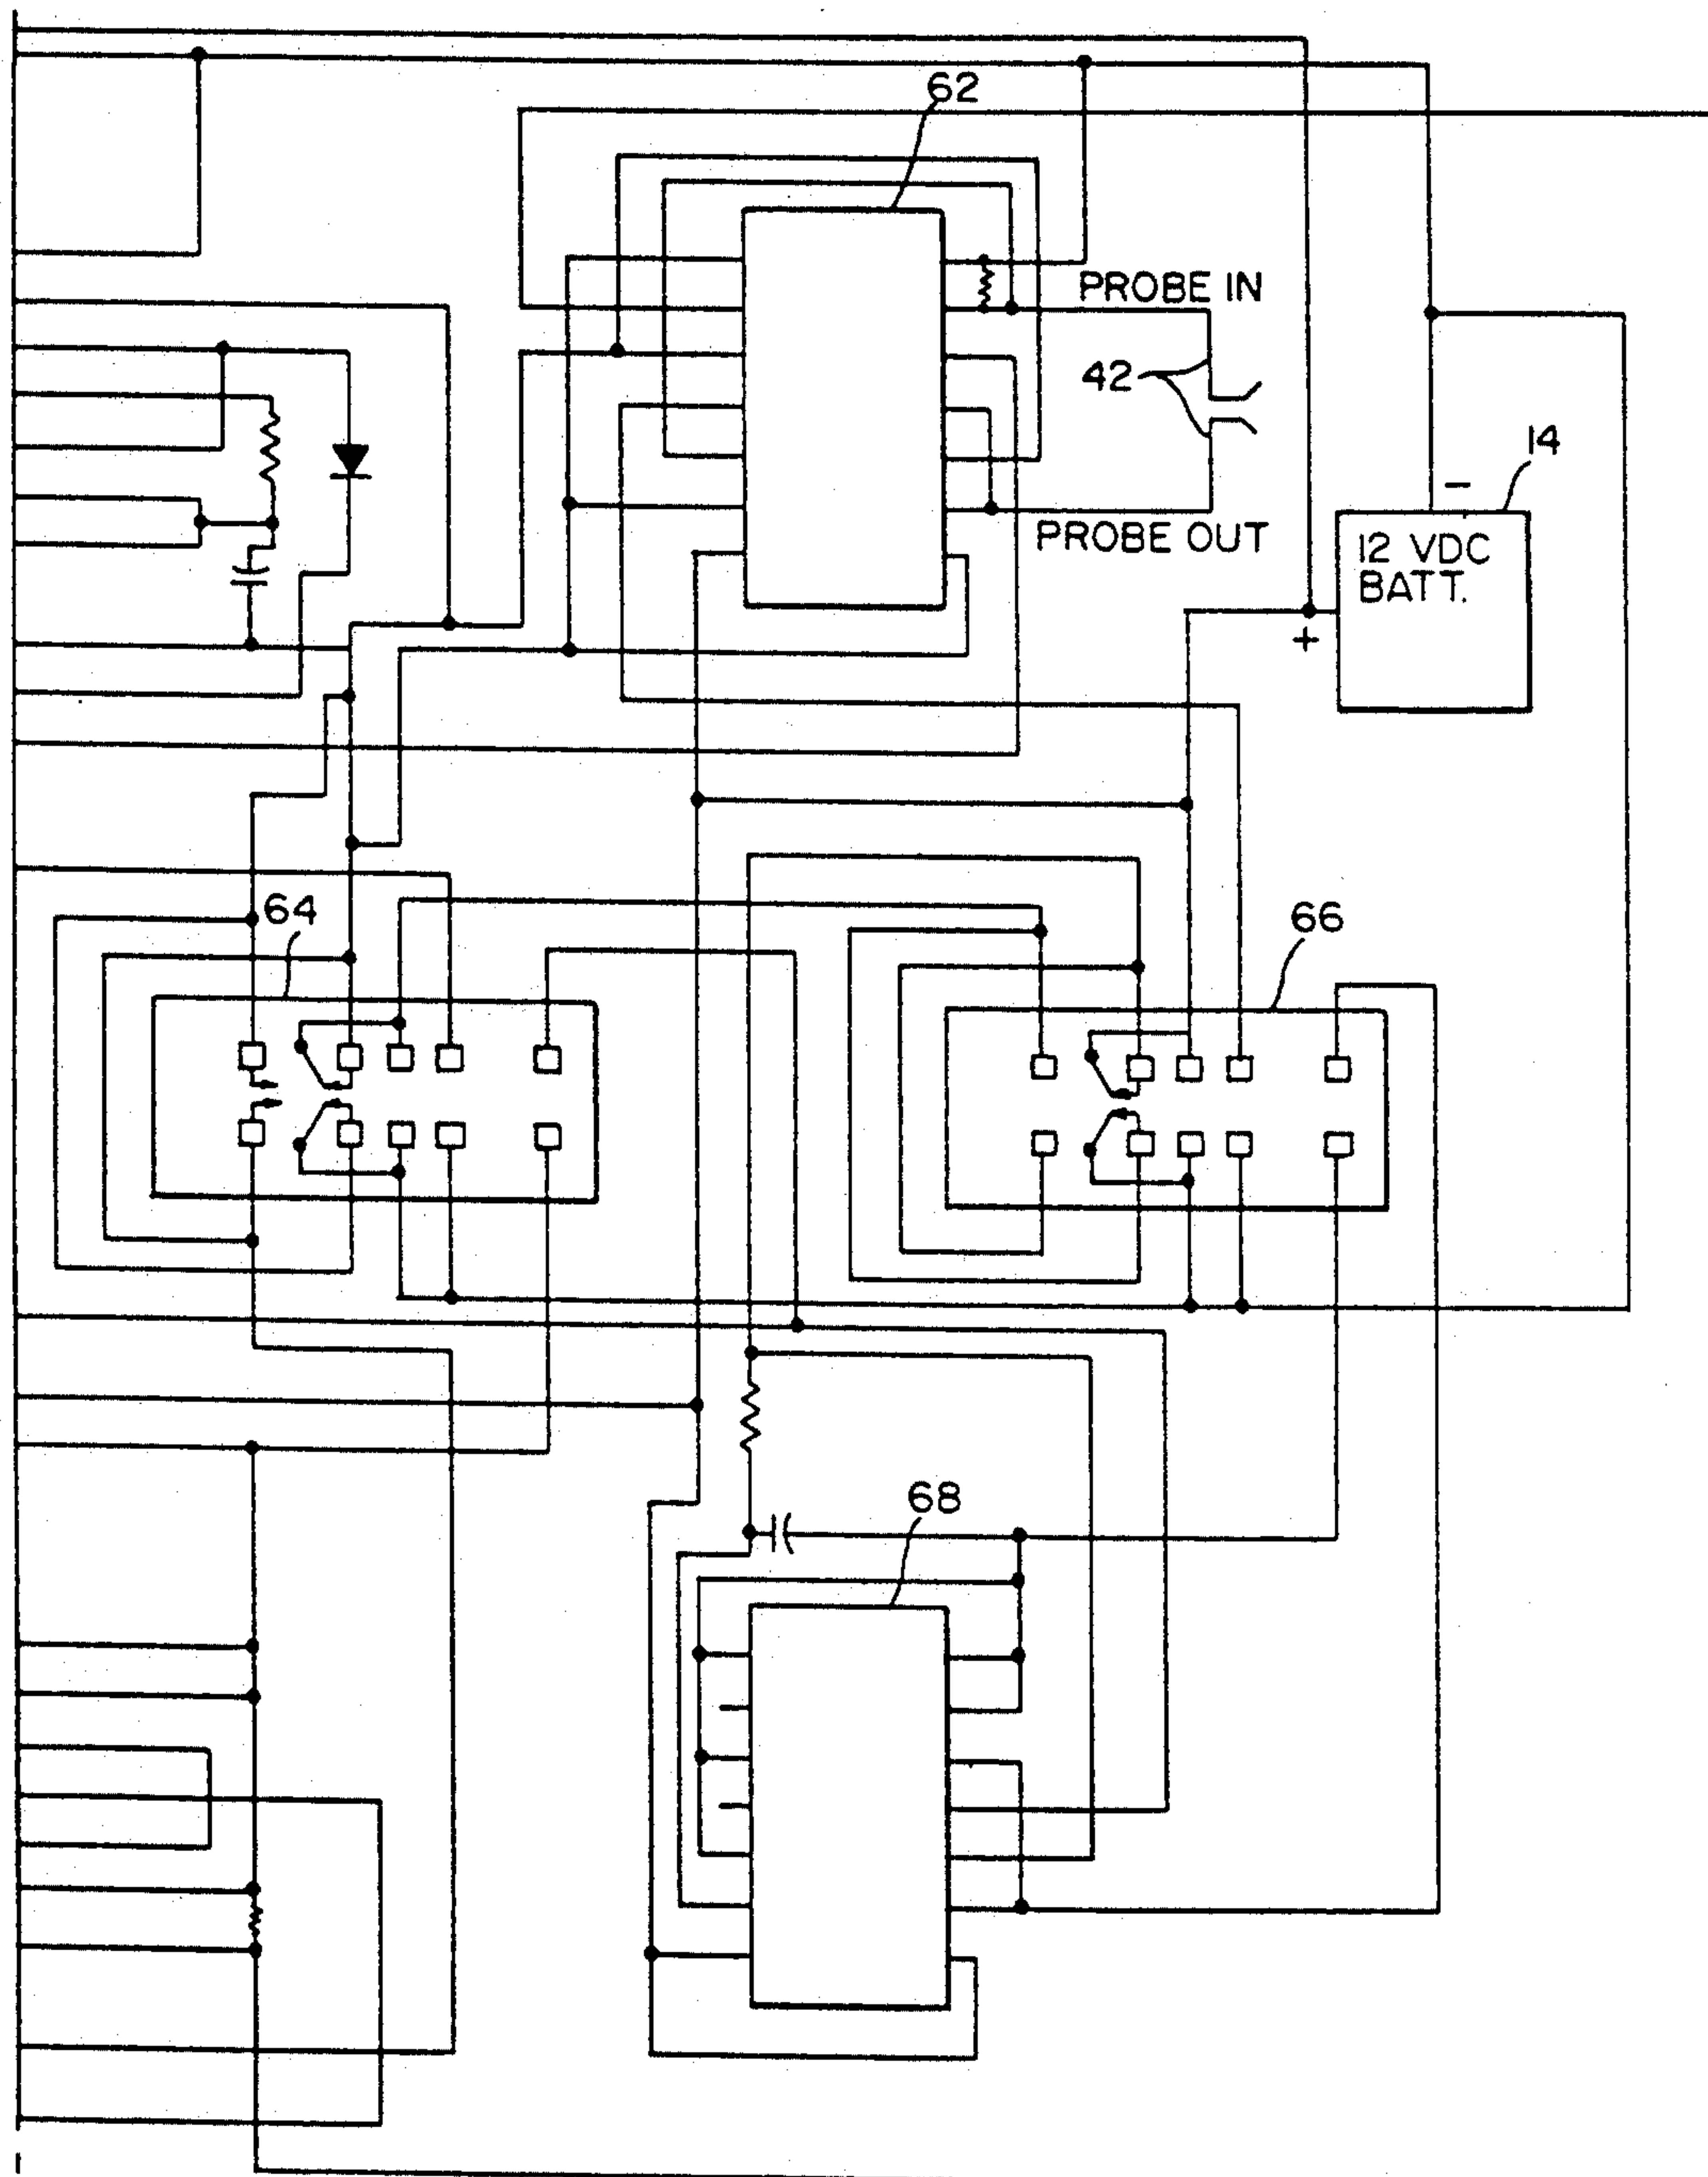 62
PROBE IN
42
14
−
12 VDC
BATT.
PROBE OUT
+
64
66
68